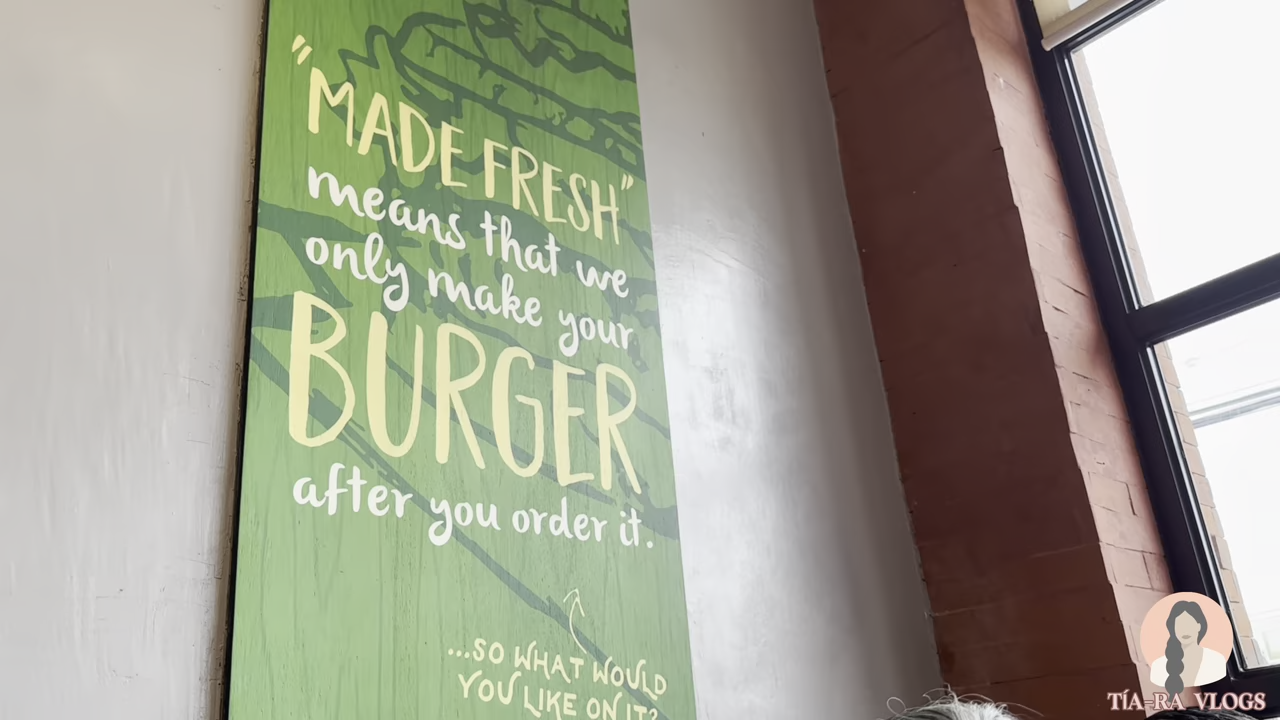 "MADE FRESH"
means that we
only make your
BURGER
after you order it.
...SO WHAT WOULD
YOU LIKE ON IT?
TÍA-RA VLOGS